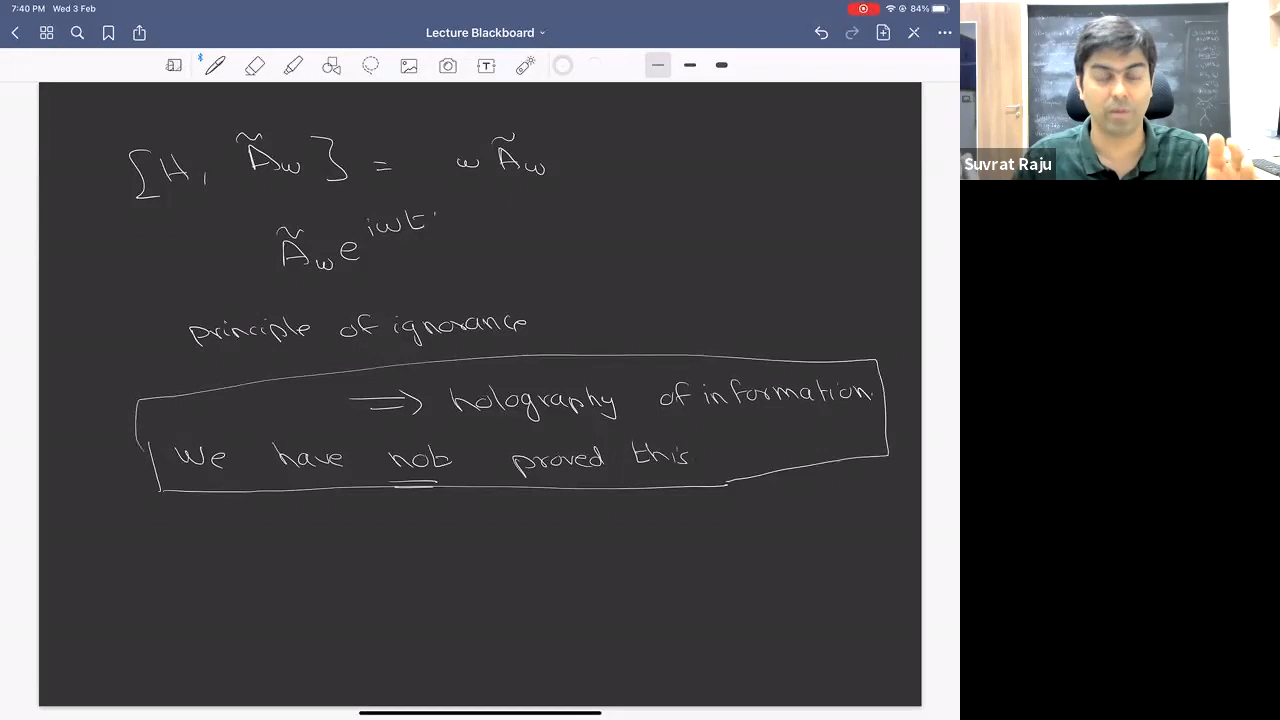 7:40 PM Wed 3 Feb
84%
Lecture Blackboard
[H, Ã_ω] = ω Ã_ω
Ã_ω e^{iωt}
principle of ignorance
⇒ holography of information.
We have not proved this
Suvrat Raju